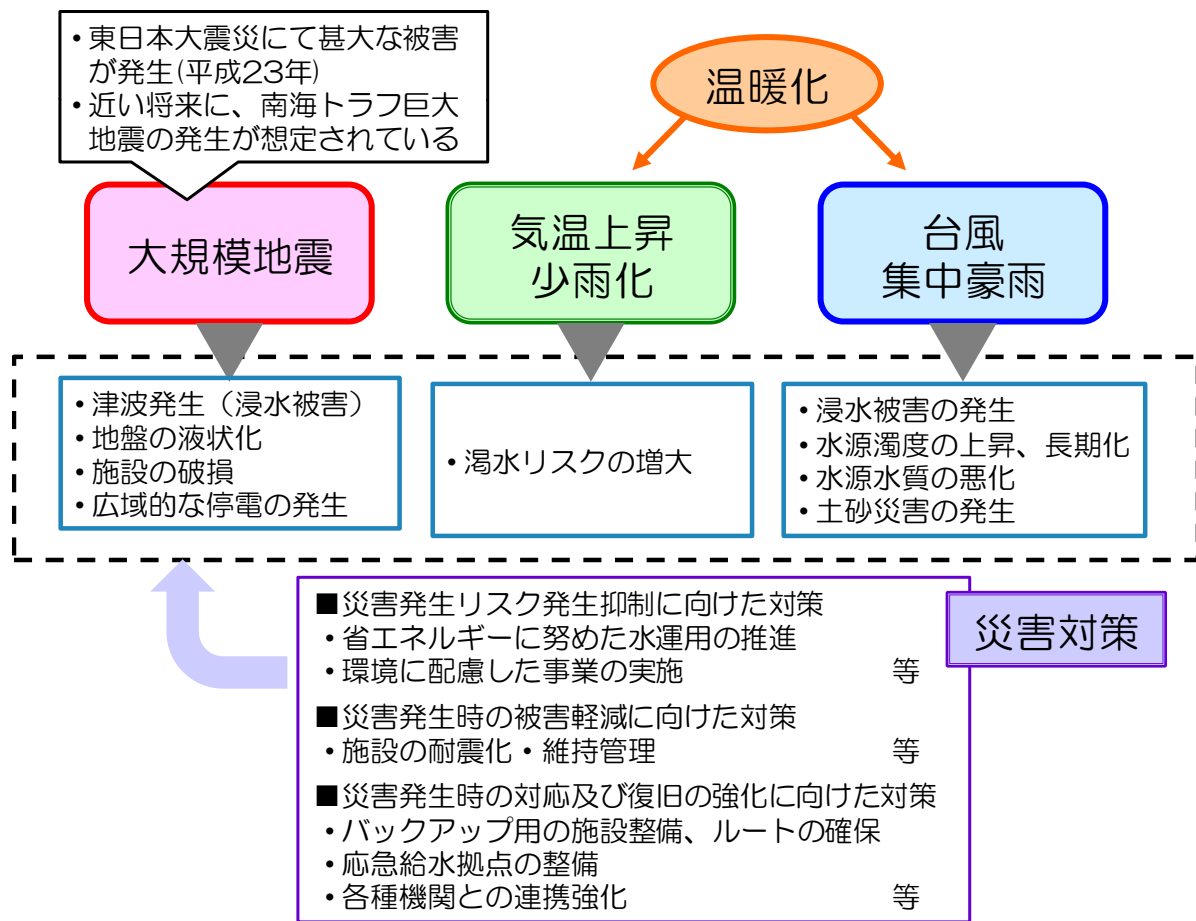 ・東日本大震災にて甚大な被害
が発生(平成23年)
・近い将来に、南海トラフ巨大
地震の発生が想定されている
温暖化
大規模地震
気温上昇
少雨化
台風
集中豪雨
・津波発生（浸水被害）
・地盤の液状化
・施設の破損
・広域的な停電の発生
・渇水リスクの増大
・浸水被害の発生
・水源濁度の上昇、長期化
・水源水質の悪化
・土砂災害の発生
災害対策
■災害発生リスク発生抑制に向けた対策
・省エネルギーに努めた水運用の推進
・環境に配慮した事業の実施 等
■災害発生時の被害軽減に向けた対策
・施設の耐震化・維持管理 等
■災害発生時の対応及び復旧の強化に向けた対策
・バックアップ用の施設整備、ルートの確保
・応急給水拠点の整備
・各種機関との連携強化 等